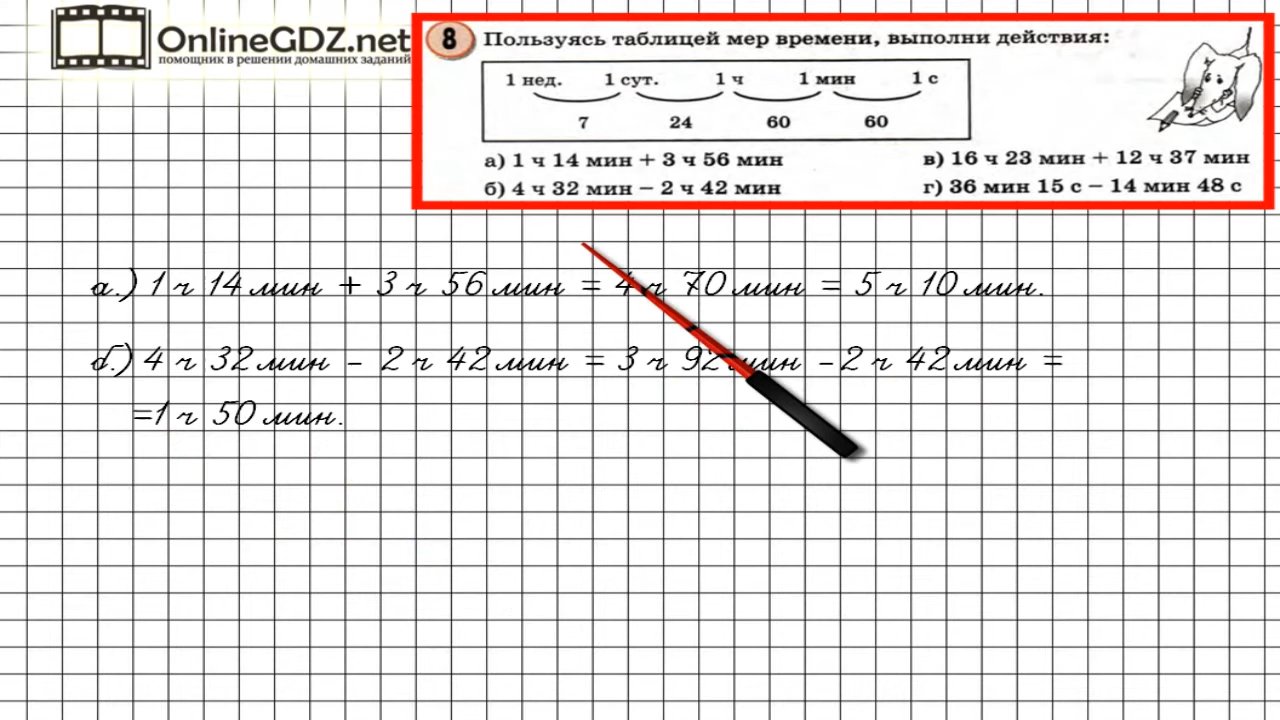 OnlineGDZ.net
помощник в решении домашних заданий
8 Пользуясь таблицей мер времени, выполни действия:
1 нед. 1 сут. 1 ч 1 мин 1 с
7 24 60 60
а) 1 ч 14 мин + 3 ч 56 мин
в) 16 ч 23 мин + 12 ч 37 мин
б) 4 ч 32 мин − 2 ч 42 мин
г) 36 мин 15 с − 14 мин 48 с
а.) 1 ч 14 мин + 3 ч 56 мин = 4 ч 70 мин = 5 ч 10 мин.
б.) 4 ч 32 мин - 2 ч 42 мин = 3 ч 92 мин - 2 ч 42 мин =
=1 ч 50 мин.